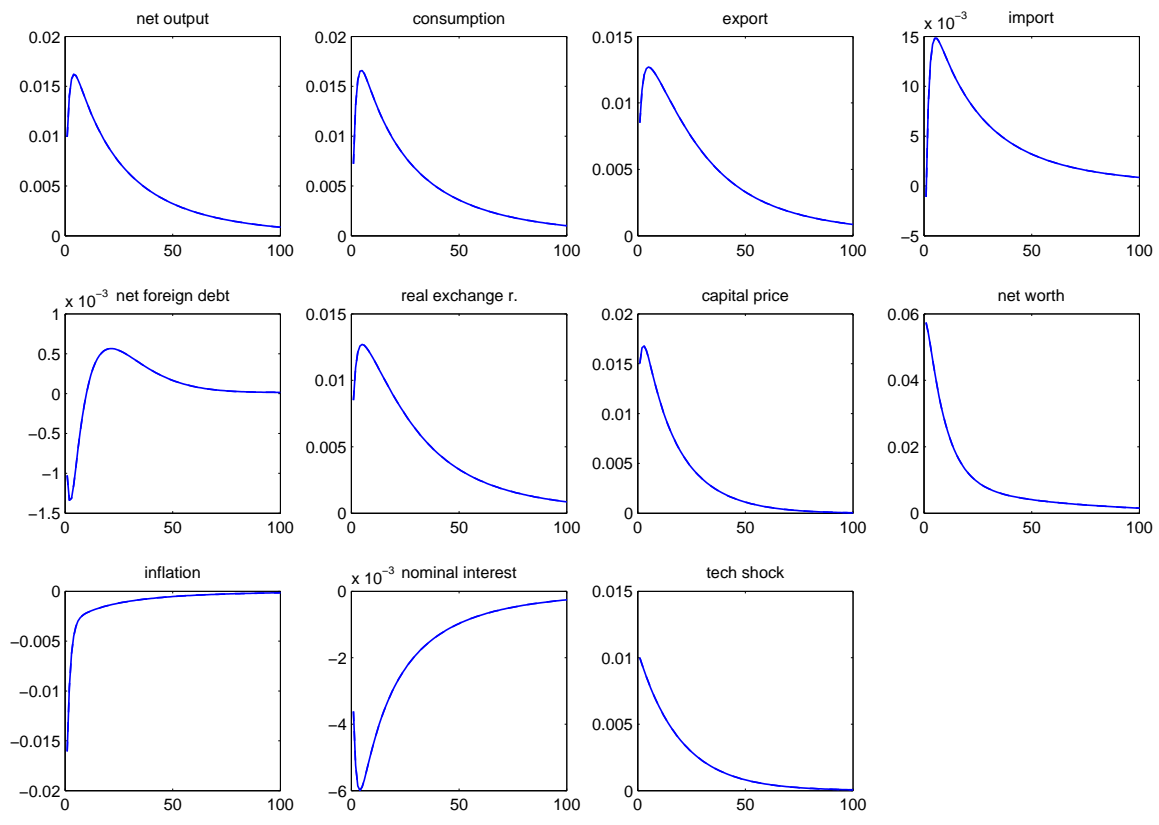 net output
0.02
0.015
0.01
0.005
0
0 50 100
consumption
0.02
0.015
0.01
0.005
0
0 50 100
export
0.015
0.01
0.005
0
0 50 100
import
x 10⁻³
15
10
5
0
−5
0 50 100
net foreign debt
x 10⁻³
1
0.5
0
−0.5
−1
−1.5
0 50 100
real exchange r.
0.015
0.01
0.005
0
0 50 100
capital price
0.02
0.015
0.01
0.005
0
0 50 100
net worth
0.06
0.04
0.02
0
0 50 100
inflation
0
−0.005
−0.01
−0.015
−0.02
0 50 100
nominal interest
x 10⁻³
0
−2
−4
−6
0 50 100
tech shock
0.015
0.01
0.005
0
0 50 100